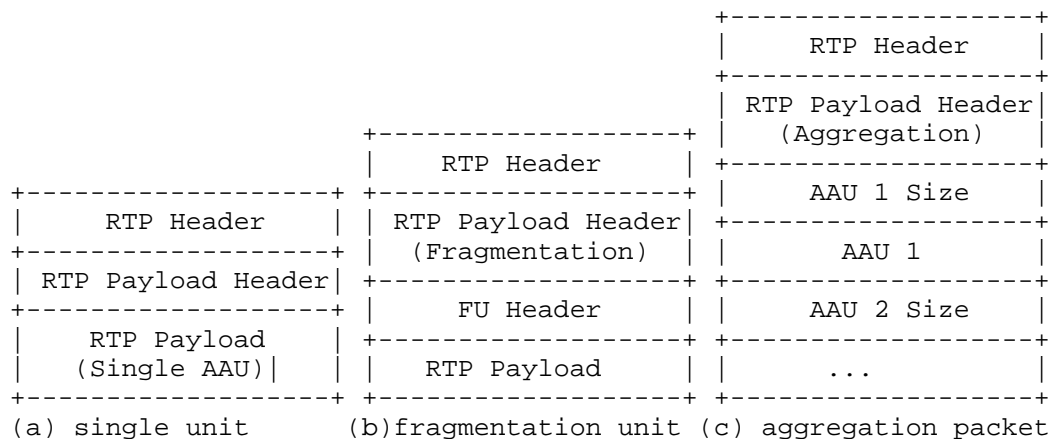 +-------------------+
                                            |     RTP Header    |
                                            +-------------------+
                                            | RTP Payload Header|
                      +-------------------+ |   (Aggregation)   |
                      |    RTP Header     | +-------------------+
+-------------------+ +-------------------+ |     AAU 1 Size    |
|     RTP Header    | | RTP Payload Header| +-------------------+
+-------------------+ |  (Fragmentation)  | |       AAU 1       |
| RTP Payload Header| +-------------------+ +-------------------+
+-------------------+ |     FU Header     | |     AAU 2 Size    |
|    RTP Payload    | +-------------------+ +-------------------+
|   (Single AAU)|   | |   RTP Payload     | |      ...          |
+-------------------+ +-------------------+ +-------------------+
(a) single unit      (b)fragmentation unit (c) aggregation packet